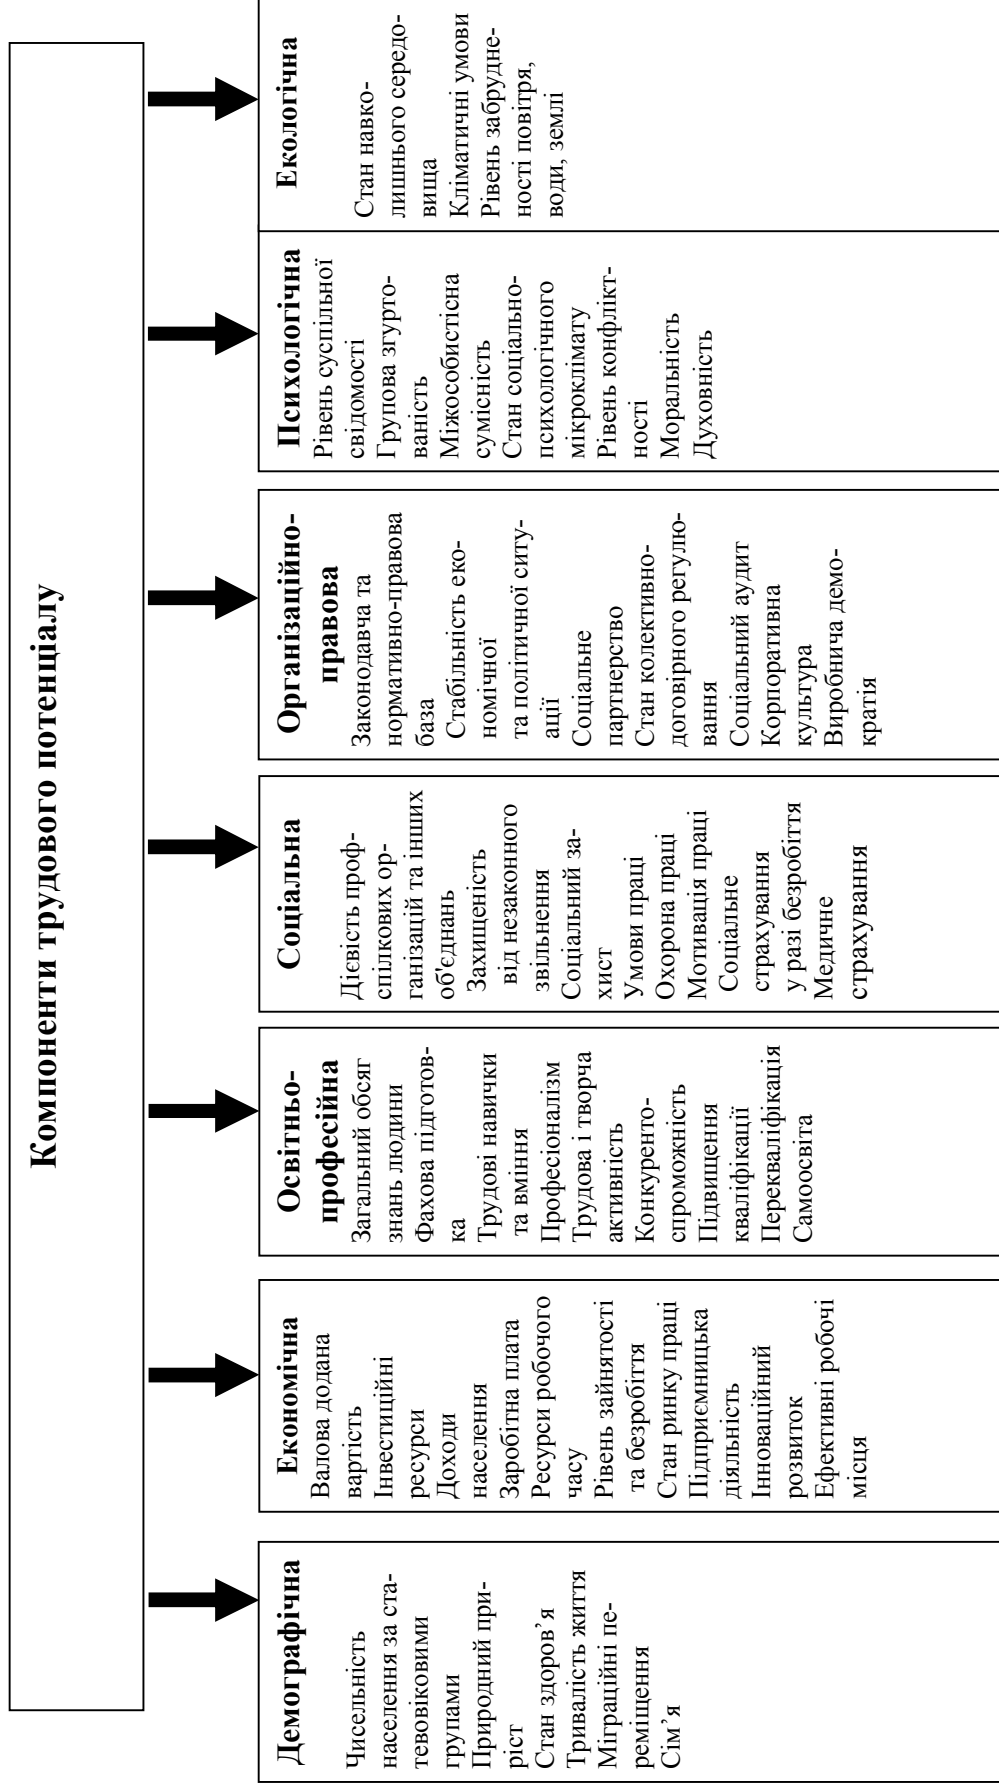 Компоненти трудового потенціалу
Демографічна
Чисельність
населення за ста-
тевовіковими
групами
Природний при-
ріст
Стан здоров’я
Тривалість життя
Міграційні пе-
реміщення
Сім’я
Економічна
Валова додана
вартість
Інвестиційні
ресурси
Доходи
населення
Заробітна плата
Ресурси робочого
часу
Рівень зайнятості
та безробіття
Стан ринку праці
Підприємницька
діяльність
Інноваційний
розвиток
Ефективні робочі
місця
Освітньо-
професійна
Загальний обсяг
знань людини
Фахова підготов-
ка
Трудові навички
та вміння
Професіоналізм
Трудова і творча
активність
Конкуренто-
спроможність
Підвищення
кваліфікації
Перекваліфікація
Самоосвіта
Соціальна
Дієвість проф-
спілкових ор-
ганізацій та інших
об'єднань
Захищеність
від незаконного
звільнення
Соціальний за-
хист
Умови праці
Охорона праці
Мотивація праці
Соціальне
страхування
у разі безробіття
Медичне
страхування
Організаційно-
правова
Законодавча та
нормативно-правова
база
Стабільність еко-
номічної
та політичної ситу-
ації
Соціальне
партнерство
Стан колективно-
договірного регулю-
вання
Соціальний аудит
Корпоративна
культура
Виробнича демо-
кратія
Психологічна
Рівень суспільної
свідомості
Групова згурто-
ваність
Міжособистісна
сумісність
Стан соціально-
психологічного
мікроклімату
Рівень конфлікт-
ності
Моральність
Духовність
Екологічна
Стан навко-
лишнього середо-
вища
Кліматичні умови
Рівень забрудне-
ності повітря,
води, землі